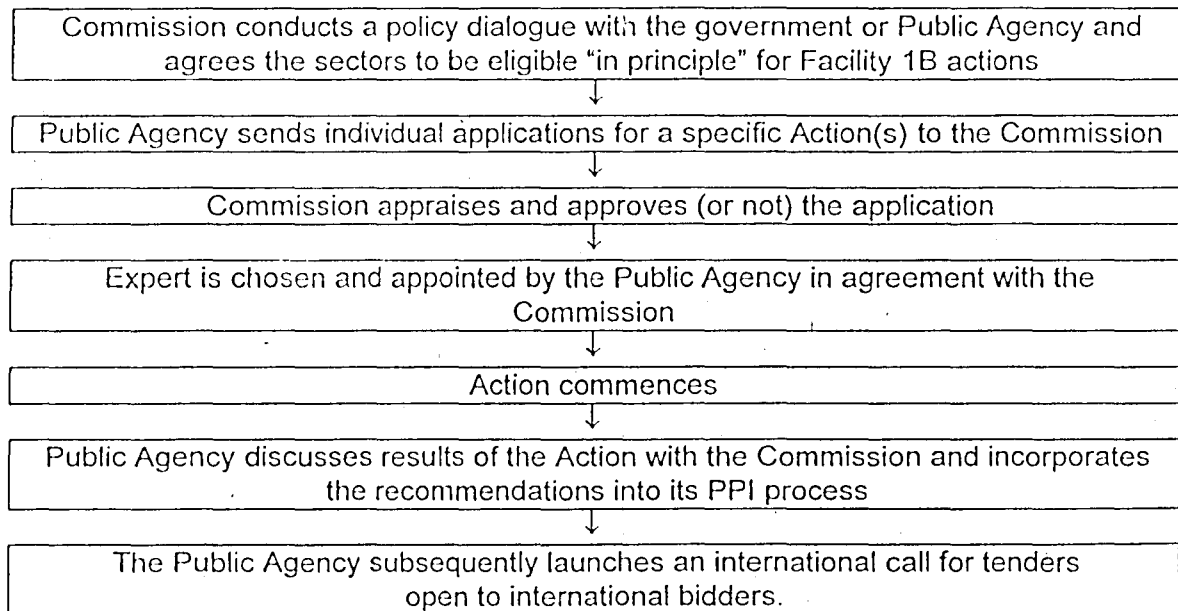 Commission conducts a policy dialogue with the government or Public Agency and
agrees the sectors to be eligible “in principle” for Facility 1B actions
↓
Public Agency sends individual applications for a specific Action(s) to the Commission
↓
Commission appraises and approves (or not) the application
↓
Expert is chosen and appointed by the Public Agency in agreement with the
Commission
↓
Action commences
↓
Public Agency discusses results of the Action with the Commission and incorporates
the recommendations into its PPI process
↓
The Public Agency subsequently launches an international call for tenders
open to international bidders.